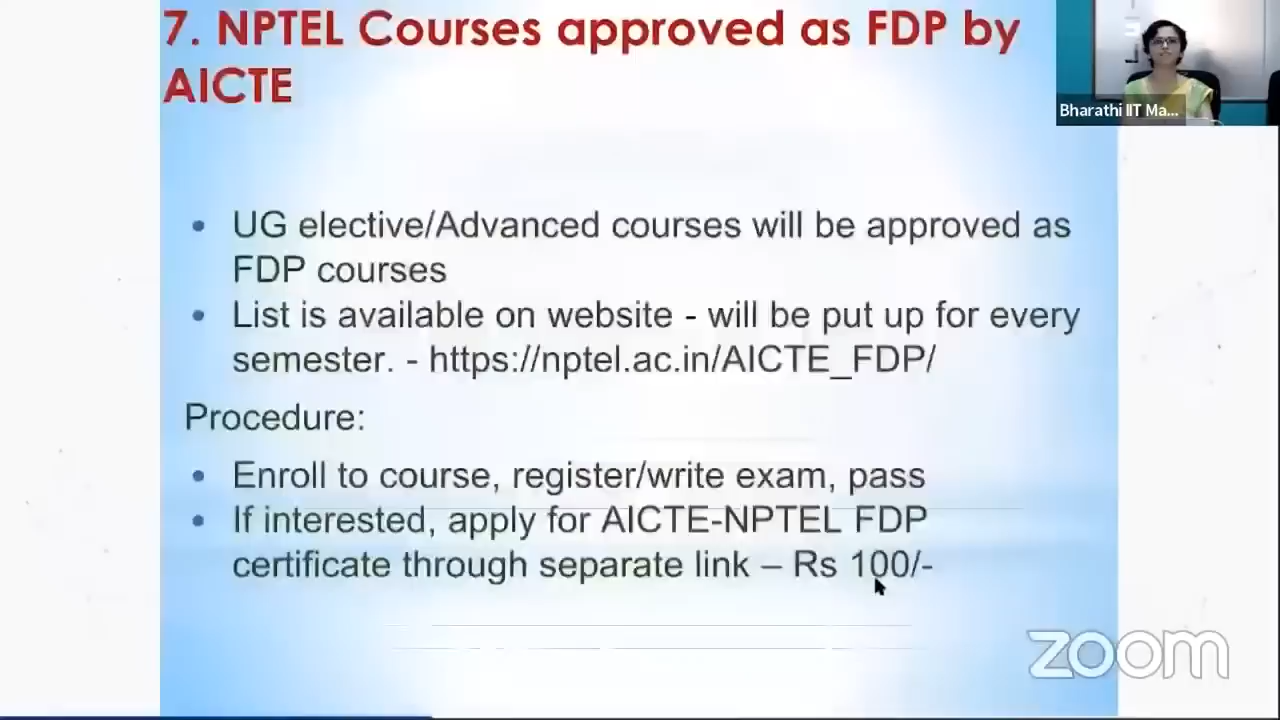 7. NPTEL Courses approved as FDP by
AICTE
Bharathi IIT Ma...
• UG elective/Advanced courses will be approved as
FDP courses
• List is available on website - will be put up for every
semester. - https://nptel.ac.in/AICTE_FDP/
Procedure:
• Enroll to course, register/write exam, pass
• If interested, apply for AICTE-NPTEL FDP
certificate through separate link – Rs 100/-
zoom